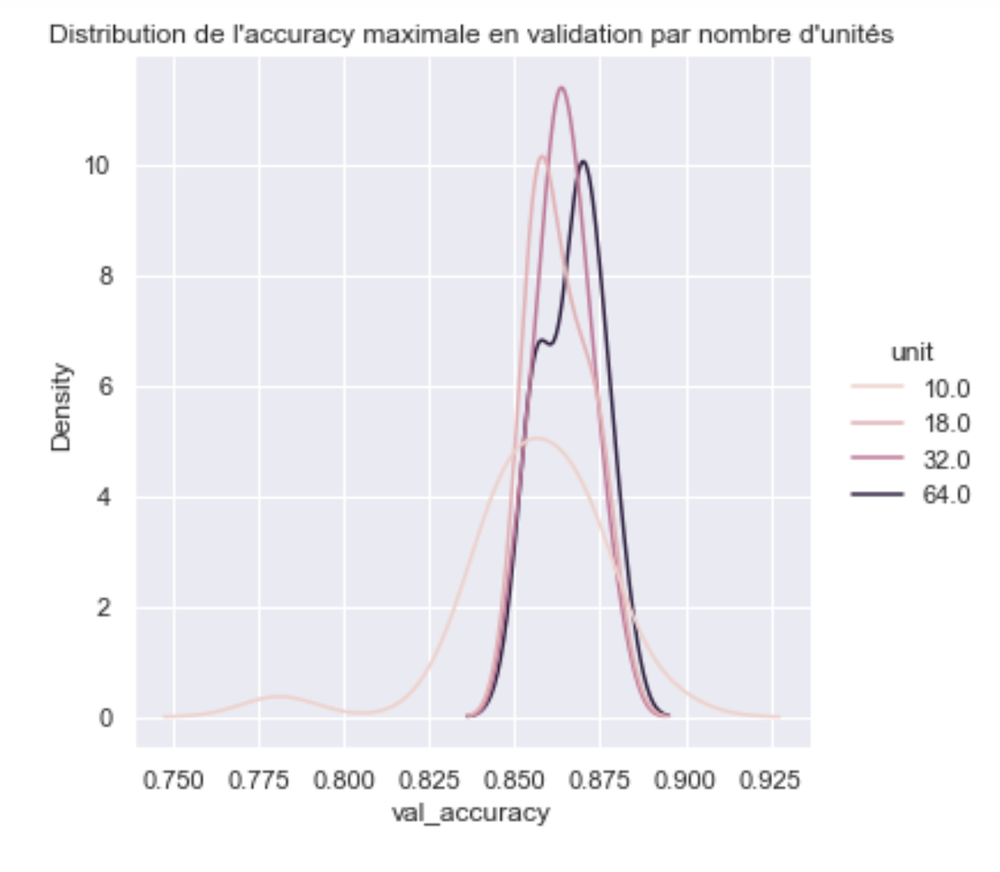 Distribution de l'accuracy maximale en validation par nombre d'unités
10
8
6
4
2
0
Density
0.750 0.775 0.800 0.825 0.850 0.875 0.900 0.925
val_accuracy
unit
10.0
18.0
32.0
64.0